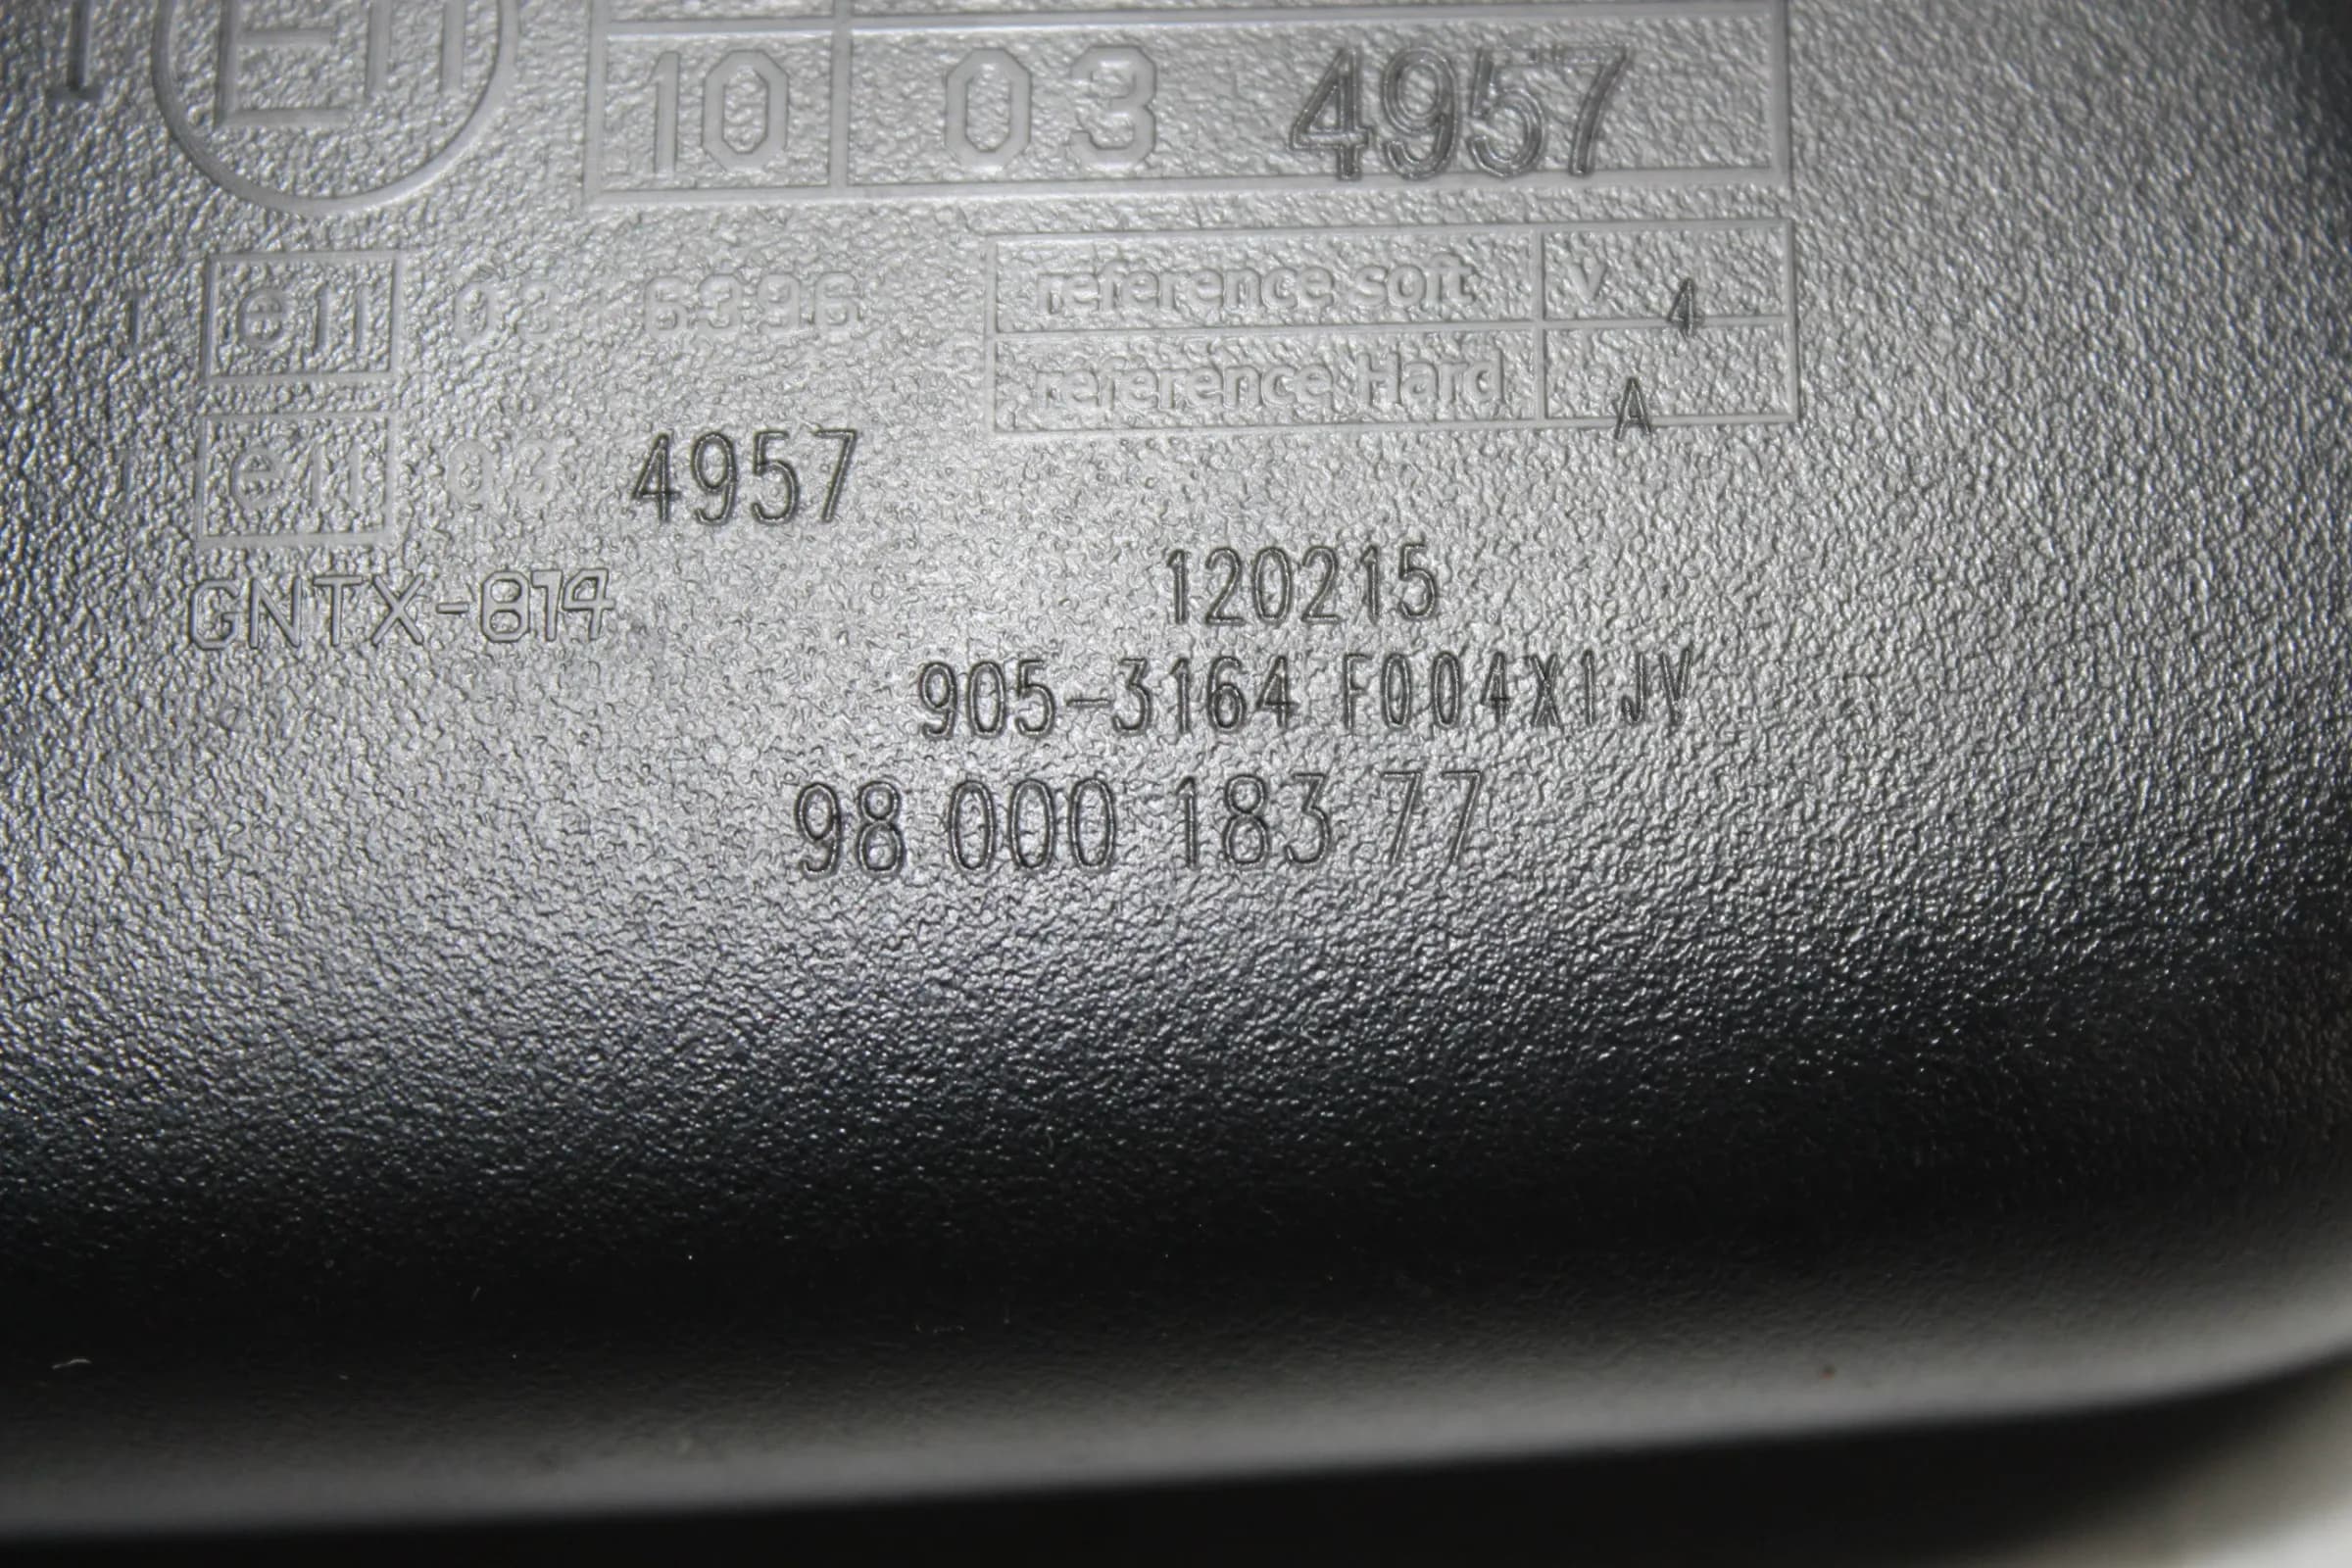 E11 10 03 4957
I e11 03 6396
reference soft V 4
reference Hard A
I e11 03 4957
GNTX-814
120215
905-3164 F004X1JV
98 000 183 77